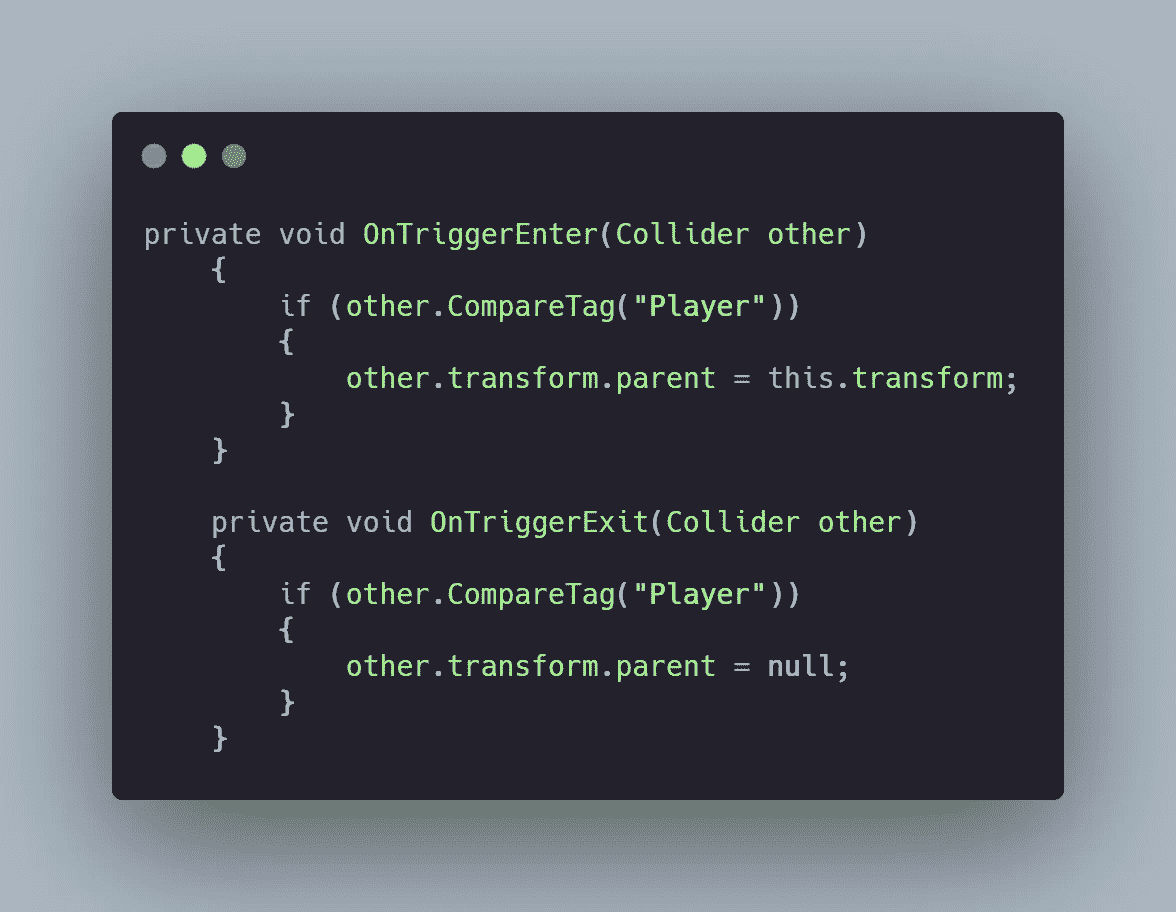 private void OnTriggerEnter(Collider other)
    {
        if (other.CompareTag("Player"))
        {
            other.transform.parent = this.transform;
        }
    }

    private void OnTriggerExit(Collider other)
    {
        if (other.CompareTag("Player"))
        {
            other.transform.parent = null;
        }
    }